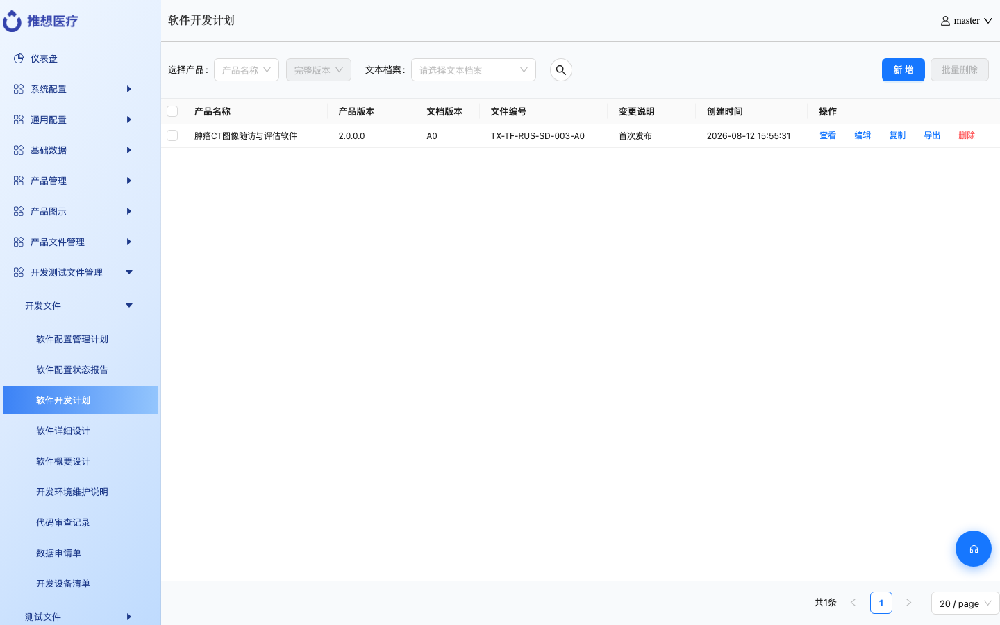 推想医疗
软件开发计划
master
仪表盘
系统配置
通用配置
基础数据
产品管理
产品图示
产品文件管理
开发测试文件管理
开发文件
软件配置管理计划
软件配置状态报告
软件开发计划
软件详细设计
软件概要设计
开发环境维护说明
代码审查记录
数据申请单
开发设备清单
测试文件
选择产品： 产品名称 完整版本 文本档案： 请选择文本档案 新 增 批量删除
产品名称 产品版本 文档版本 文件编号 变更说明 创建时间 操作
肿瘤CT图像随访与评估软件 2.0.0.0 A0 TX-TF-RUS-SD-003-A0 首次发布 2026-08-12 15:55:31 查看 编辑 复制 导出 删除
共1条 1 20 / page